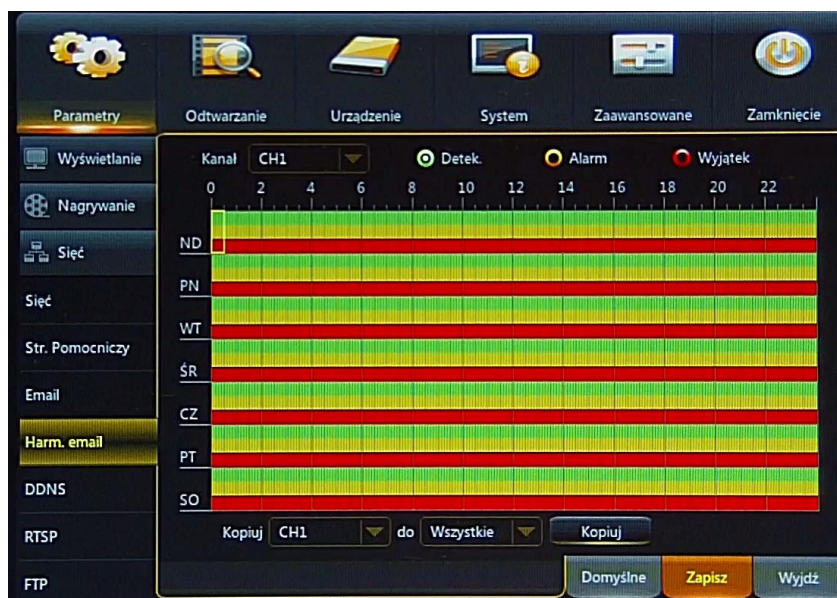 Parametry
Odtwarzanie
Urządzenie
System
Zaawansowane
Zamknięcie
Wyświetlanie
Nagrywanie
Sięć
Sięć
Str. Pomocniczy
Email
Harm. email
DDNS
RTSP
FTP
Kanał CH1 Detek. Alarm Wyjątek
0 2 4 6 8 10 12 14 16 18 20 22
ND
PN
WT
ŚR
CZ
PT
SO
Kopiuj CH1 do Wszystkie Kopiuj
Domyślne Zapisz Wyjdź